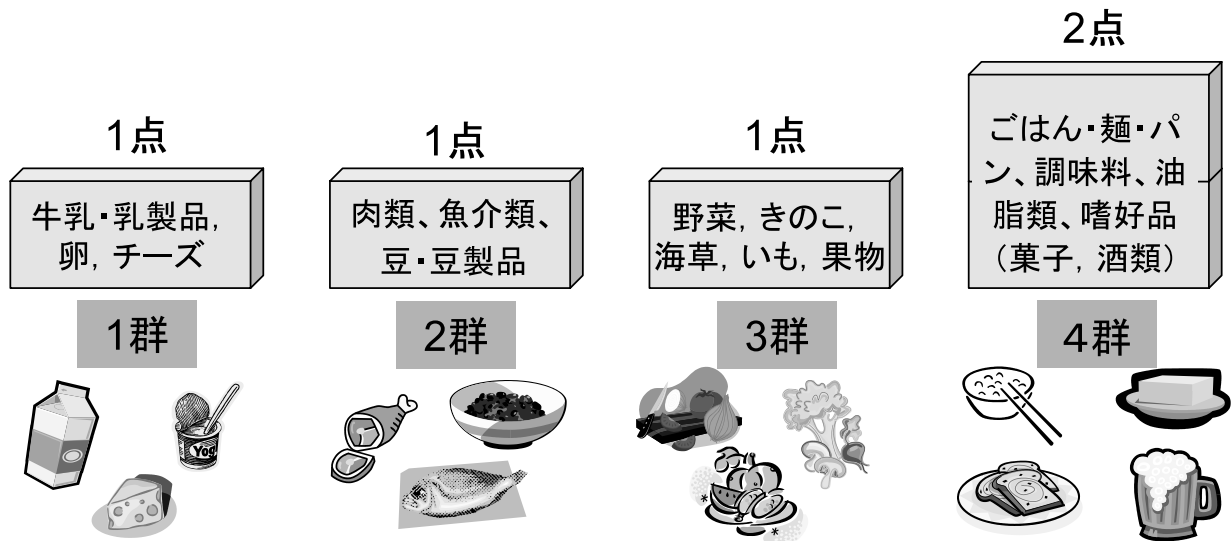 1点
牛乳・乳製品,
卵, チーズ
1群
1点
肉類、魚介類、
豆・豆製品
2群
Yog
1点
野菜, きのこ,
海草, いも, 果物
3群
*
*
2点
ごはん・麺・パ
ン、調味料、油
脂類、嗜好品
（菓子, 酒類）
４群